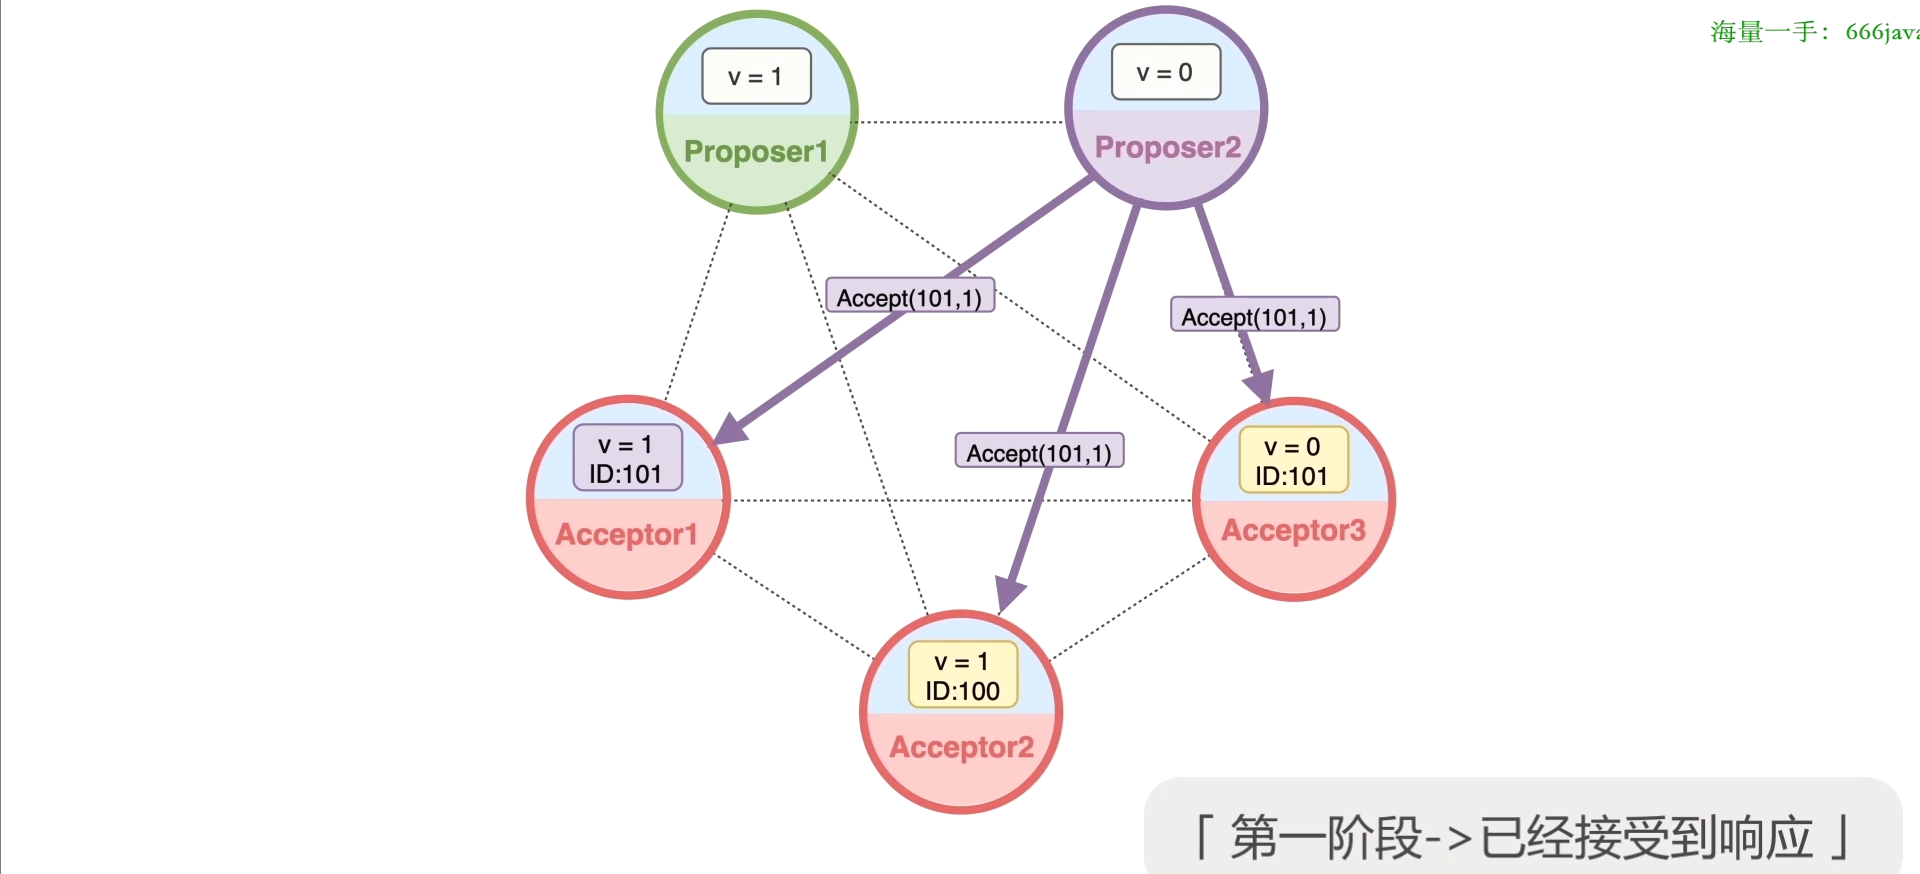 海量一手：666java
v = 1
Proposer1
v = 0
Proposer2
Accept(101,1)
Accept(101,1)
Accept(101,1)
v = 1
ID:101
Acceptor1
v = 0
ID:101
Acceptor3
v = 1
ID:100
Acceptor2
「 第一阶段->已经接受到响应 」